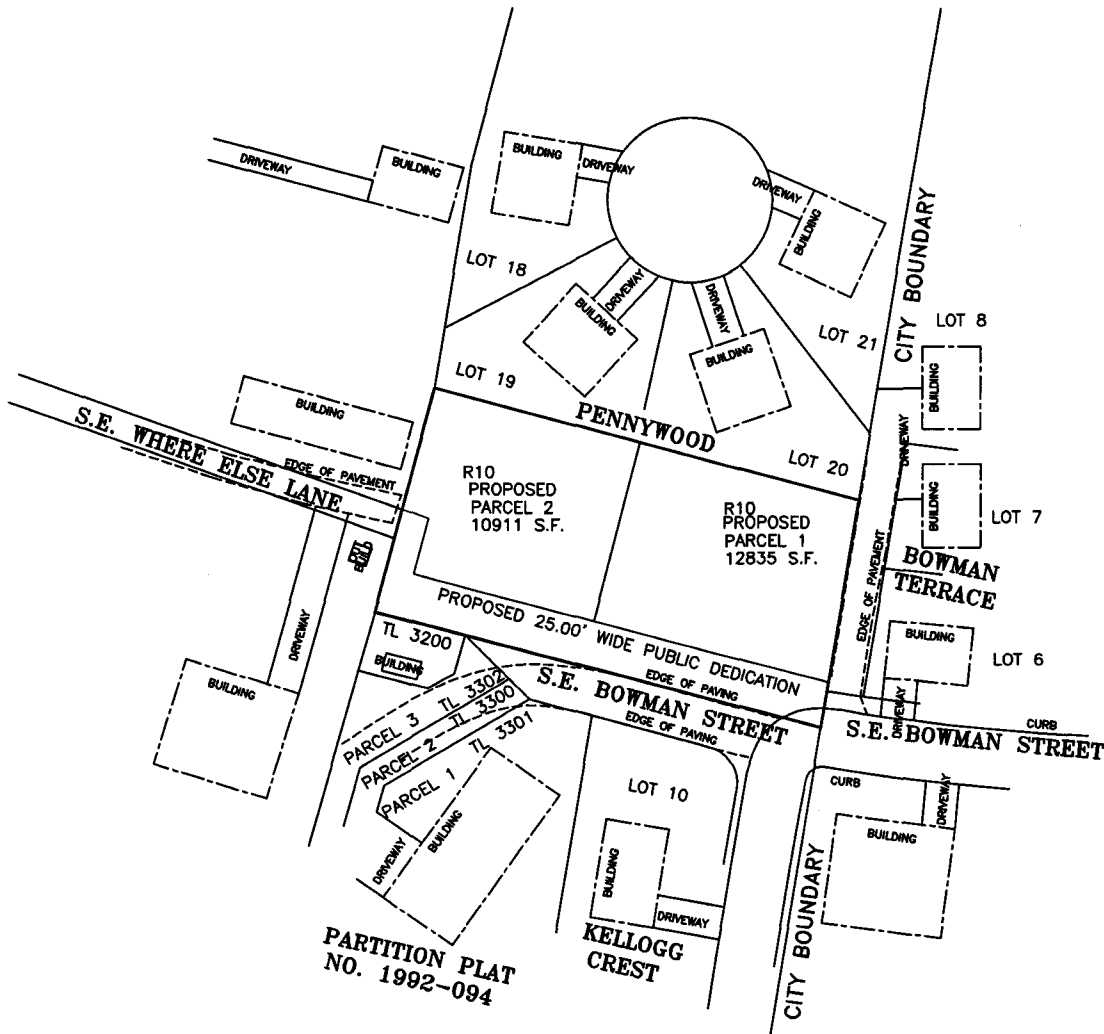 BUILDING
DRIVEWAY
BUILDING
DRIVEWAY
DRIVEWAY
BUILDING
CITY BOUNDARY
LOT 18
DRIVEWAY
BUILDING
DRIVEWAY
BUILDING
LOT 21
LOT 8
BUILDING
LOT 19
PENNYWOOD
LOT 20
DRIVEWAY
BUILDING
S.E. WHERE ELSE LANE
EDGE OF PAVEMENT
R10
PROPOSED
PARCEL 2
10911 S.F.
R10
PROPOSED
PARCEL 1
12835 S.F.
BUILDING
LOT 7
OUT
BUILD
EDGE OF PAVEMENT
BOWMAN
TERRACE
PROPOSED 25.00' WIDE PUBLIC DEDICATION
DRIVEWAY
TL 3200
BUILDING
BUILDING
LOT 6
DRIVEWAY
EDGE OF PAVING
S.E. BOWMAN STREET
EDGE OF PAVING
CURB
S.E. BOWMAN STREET
BUILDING
PARCEL 3 TL 3302
PARCEL 2 TL 3300
PARCEL 1 TL 3301
LOT 10
CURB
DRIVEWAY
BUILDING
BUILDING
DRIVEWAY
BUILDING
DRIVEWAY
PARTITION PLAT
NO. 1992-094
KELLOGG
CREST
CITY BOUNDARY